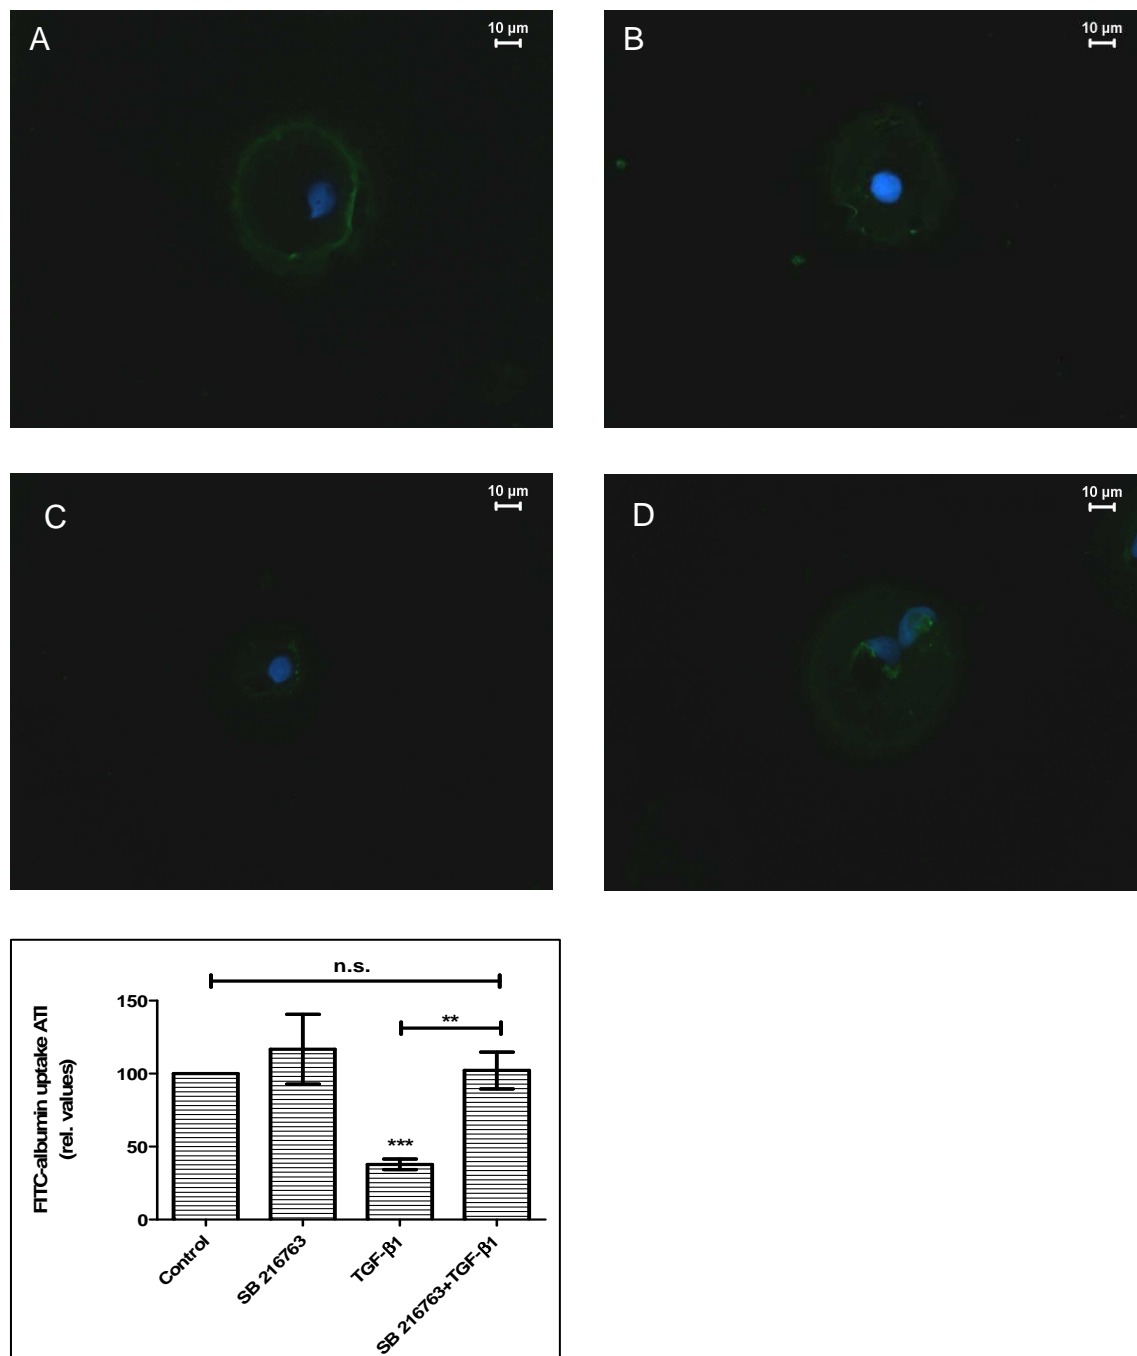 A
10 µm
B
10 µm
C
10 µm
D
10 µm
n.s.
**
***
FITC-albumin uptake ATI
(rel. values)
150
100
50
0
Control
SB 216763
TGF-β1
SB 216763+TGF-β1